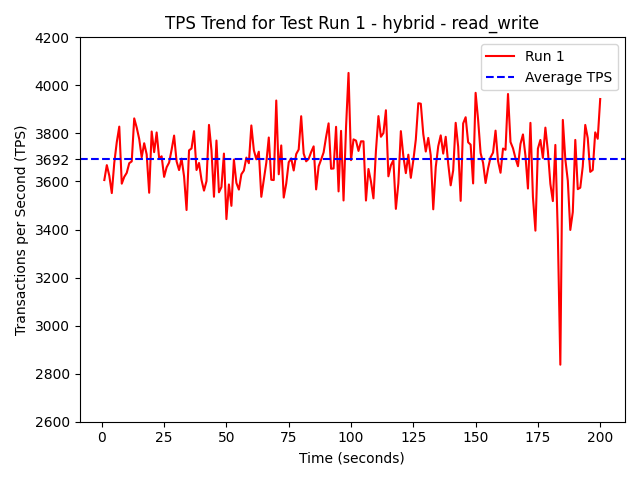 TPS Trend for Test Run 1 - hybrid - read_write
Run 1
Average TPS
Transactions per Second (TPS)
4200
4000
3800
3692
3600
3400
3200
3000
2800
2600
0 25 50 75 100 125 150 175 200
Time (seconds)